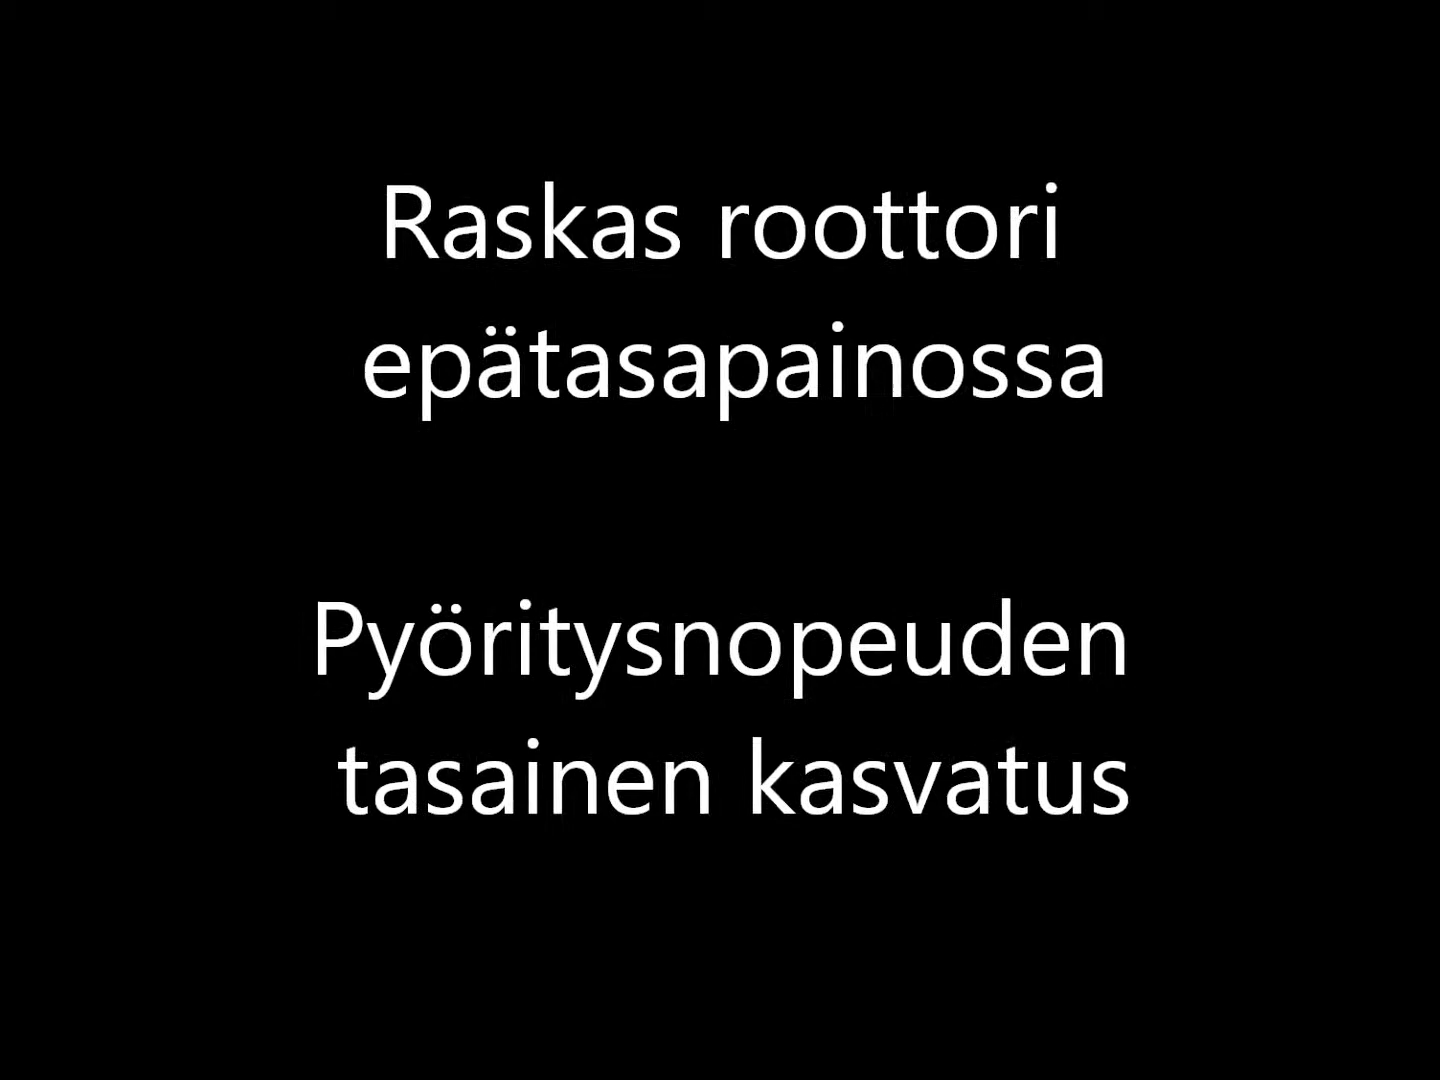 Raskas roottori
epätasapainossa
Pyöritysnopeuden
tasainen kasvatus